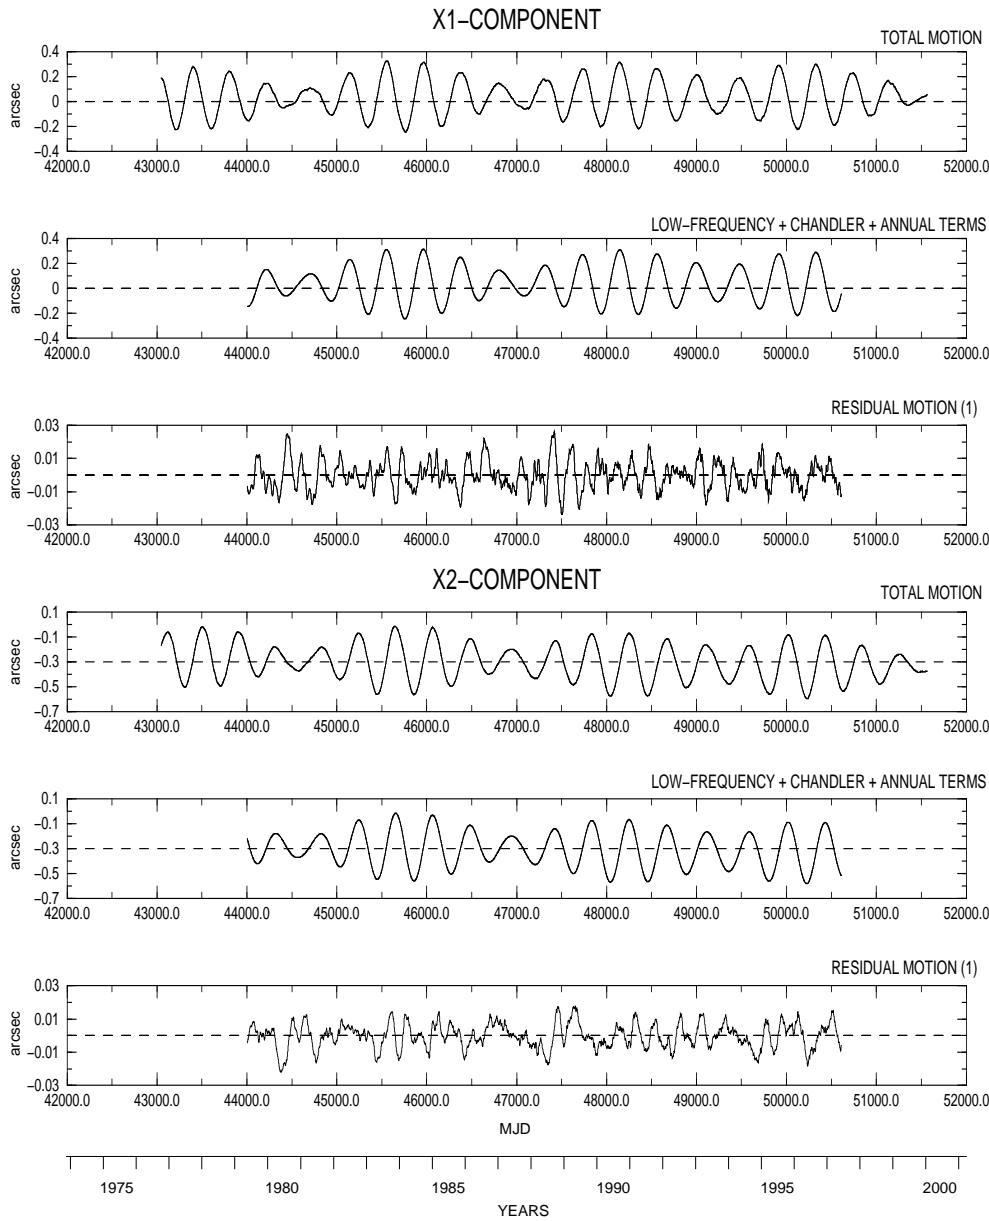 X1−COMPONENT
TOTAL MOTION
0.4
0.2
0
−0.2
−0.4
arcsec
42000.0 43000.0 44000.0 45000.0 46000.0 47000.0 48000.0 49000.0 50000.0 51000.0 52000.0
LOW−FREQUENCY + CHANDLER + ANNUAL TERMS
0.4
0.2
0
−0.2
−0.4
arcsec
42000.0 43000.0 44000.0 45000.0 46000.0 47000.0 48000.0 49000.0 50000.0 51000.0 52000.0
RESIDUAL MOTION (1)
0.03
0.01
−0.01
−0.03
arcsec
42000.0 43000.0 44000.0 45000.0 46000.0 47000.0 48000.0 49000.0 50000.0 51000.0 52000.0
X2−COMPONENT
TOTAL MOTION
0.1
−0.1
−0.3
−0.5
−0.7
arcsec
42000.0 43000.0 44000.0 45000.0 46000.0 47000.0 48000.0 49000.0 50000.0 51000.0 52000.0
LOW−FREQUENCY + CHANDLER + ANNUAL TERMS
0.1
−0.1
−0.3
−0.5
−0.7
arcsec
42000.0 43000.0 44000.0 45000.0 46000.0 47000.0 48000.0 49000.0 50000.0 51000.0 52000.0
RESIDUAL MOTION (1)
0.03
0.01
−0.01
−0.03
arcsec
42000.0 43000.0 44000.0 45000.0 46000.0 47000.0 48000.0 49000.0 50000.0 51000.0 52000.0
MJD
1975 1980 1985 1990 1995 2000
YEARS